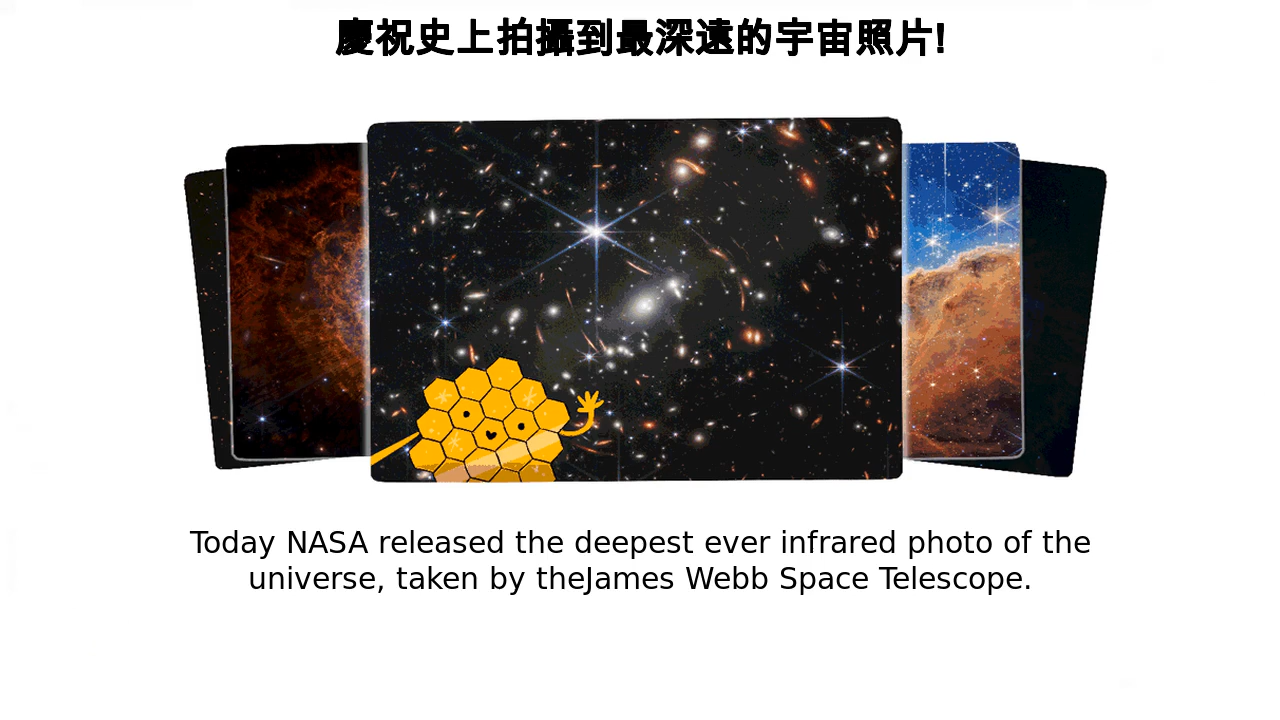 慶祝史上拍攝到最深遠的宇宙照片!
Today NASA released the deepest ever infrared photo of the
universe, taken by theJames Webb Space Telescope.